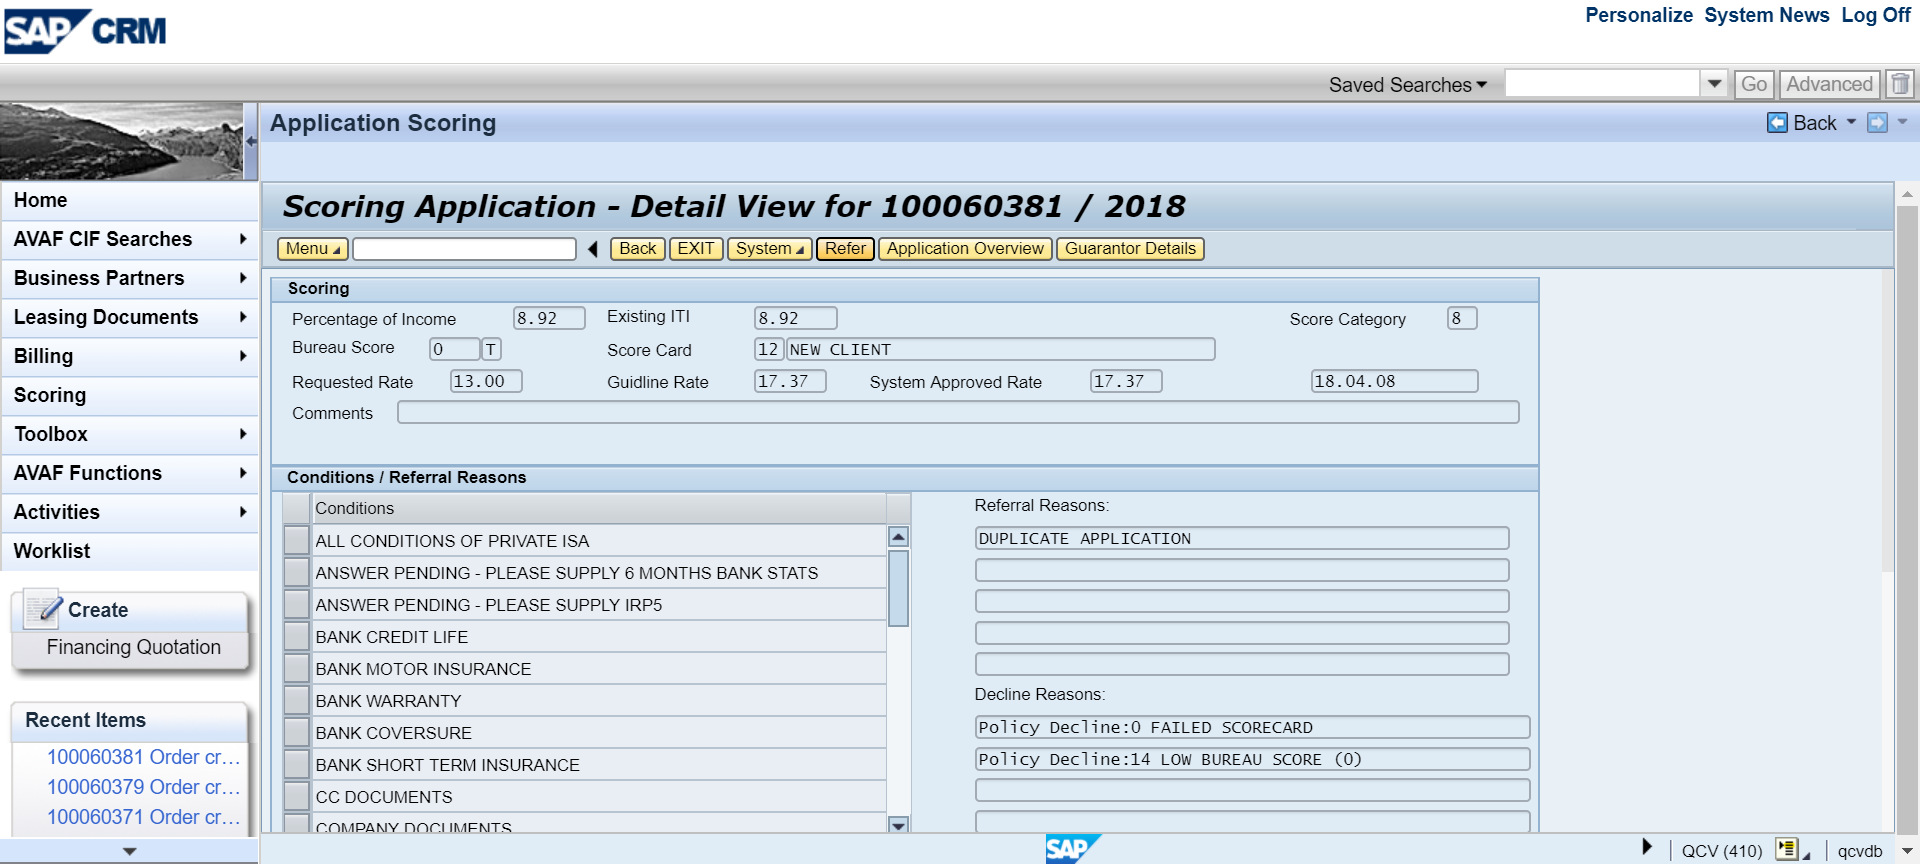 SAP CRM
Personalize System News Log Off
Saved Searches Go Advanced
Application Scoring
Back
Home
AVAF CIF Searches
Business Partners
Leasing Documents
Billing
Scoring
Toolbox
AVAF Functions
Activities
Worklist
Create
Financing Quotation
Recent Items
100060381 Order cr...
100060379 Order cr...
100060371 Order cr...
Scoring Application - Detail View for 100060381 / 2018
Menu Back EXIT System Refer Application Overview Guarantor Details
Scoring
Percentage of Income 8.92 Existing ITI 8.92 Score Category 8
Bureau Score 0 T Score Card 12 NEW CLIENT
Requested Rate 13.00 Guidline Rate 17.37 System Approved Rate 17.37 18.04.08
Comments
Conditions / Referral Reasons
Conditions
ALL CONDITIONS OF PRIVATE ISA
ANSWER PENDING - PLEASE SUPPLY 6 MONTHS BANK STATS
ANSWER PENDING - PLEASE SUPPLY IRP5
BANK CREDIT LIFE
BANK MOTOR INSURANCE
BANK WARRANTY
BANK COVERSURE
BANK SHORT TERM INSURANCE
CC DOCUMENTS
COMPANY DOCUMENTS
Referral Reasons:
DUPLICATE APPLICATION
Decline Reasons:
Policy Decline:0 FAILED SCORECARD
Policy Decline:14 LOW BUREAU SCORE (0)
SAP QCV (410) qcvdb